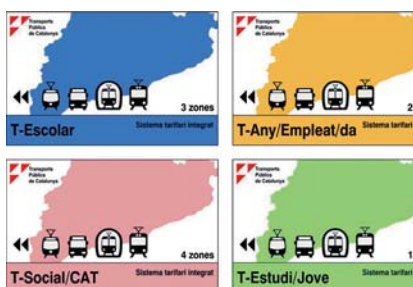 Transports
Públics
de Catalunya
3 zones
T-Escolar
Sistema tarifari integrat
Transports
Públics
de Catalunya
2
T-Any/Empleat/da
Sistema tarifari
Transports
Públics
de Catalunya
4 zones
T-Social/CAT
Sistema tarifari integrat
Transports
Públics
de Catalunya
1
T-Estudi/Jove
Sistema tarifari